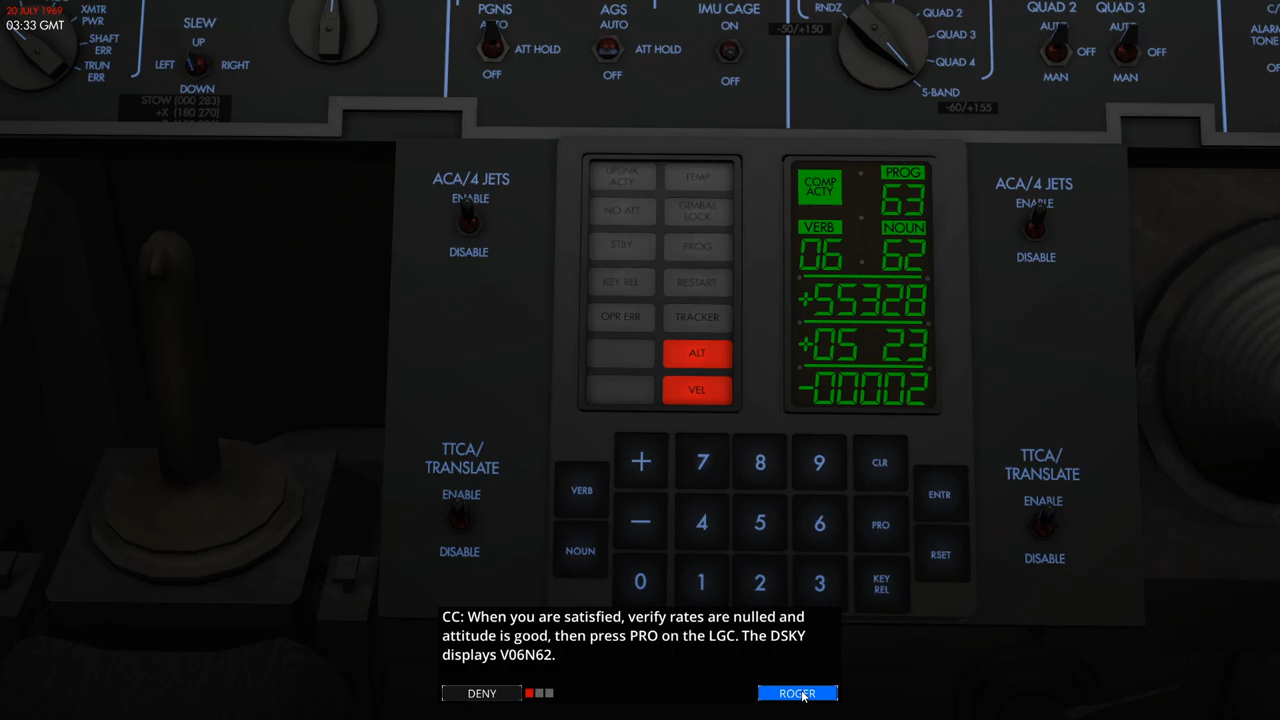 20 JULY 1969
03:33 GMT
XMTR
PWR
SHAFT
ERR
TRUN
ERR
SLEW
UP
LEFT
RIGHT
DOWN
STOW (000 283)
+X (180 270)
PGNS
AUTO
ATT HOLD
OFF
AGS
AUTO
ATT HOLD
OFF
IMU CAGE
ON
OFF
RNDZ
-50/+150
QUAD 2
QUAD 3
QUAD 4
S-BAND
-60/+155
QUAD 2
AUTO
OFF
MAN
QUAD 3
AUTO
OFF
MAN
ALARM
TONE
ACA/4 JETS
ENABLE
DISABLE
UPLINK
ACTY
TEMP
NO ATT
GIMBAL
LOCK
STBY
PROG
KEY REL
RESTART
OPR ERR
TRACKER
ALT
VEL
COMP
ACTY
PROG
63
VERB
NOUN
06
62
+55328
+05 23
-00002
ACA/4 JETS
ENABLE
DISABLE
TTCA/
TRANSLATE
ENABLE
DISABLE
VERB
NOUN
+
7
8
9
CLR
−
4
5
6
PRO
0
1
2
3
KEY
REL
ENTR
RSET
TTCA/
TRANSLATE
ENABLE
DISABLE
CC: When you are satisfied, verify rates are nulled and
attitude is good, then press PRO on the LGC. The DSKY
displays V06N62.
DENY
ROGER